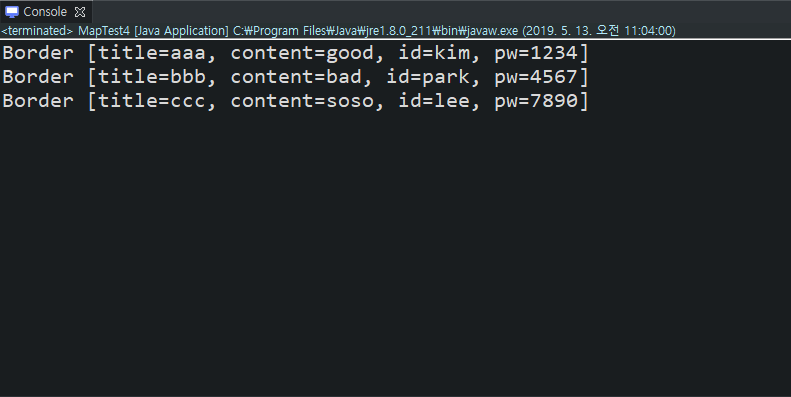 Console
<terminated> MapTest4 [Java Application] C:₩Program Files₩Java₩jre1.8.0_211₩bin₩javaw.exe (2019. 5. 13. 오전 11:04:00)
Border [title=aaa, content=good, id=kim, pw=1234]
Border [title=bbb, content=bad, id=park, pw=4567]
Border [title=ccc, content=soso, id=lee, pw=7890]